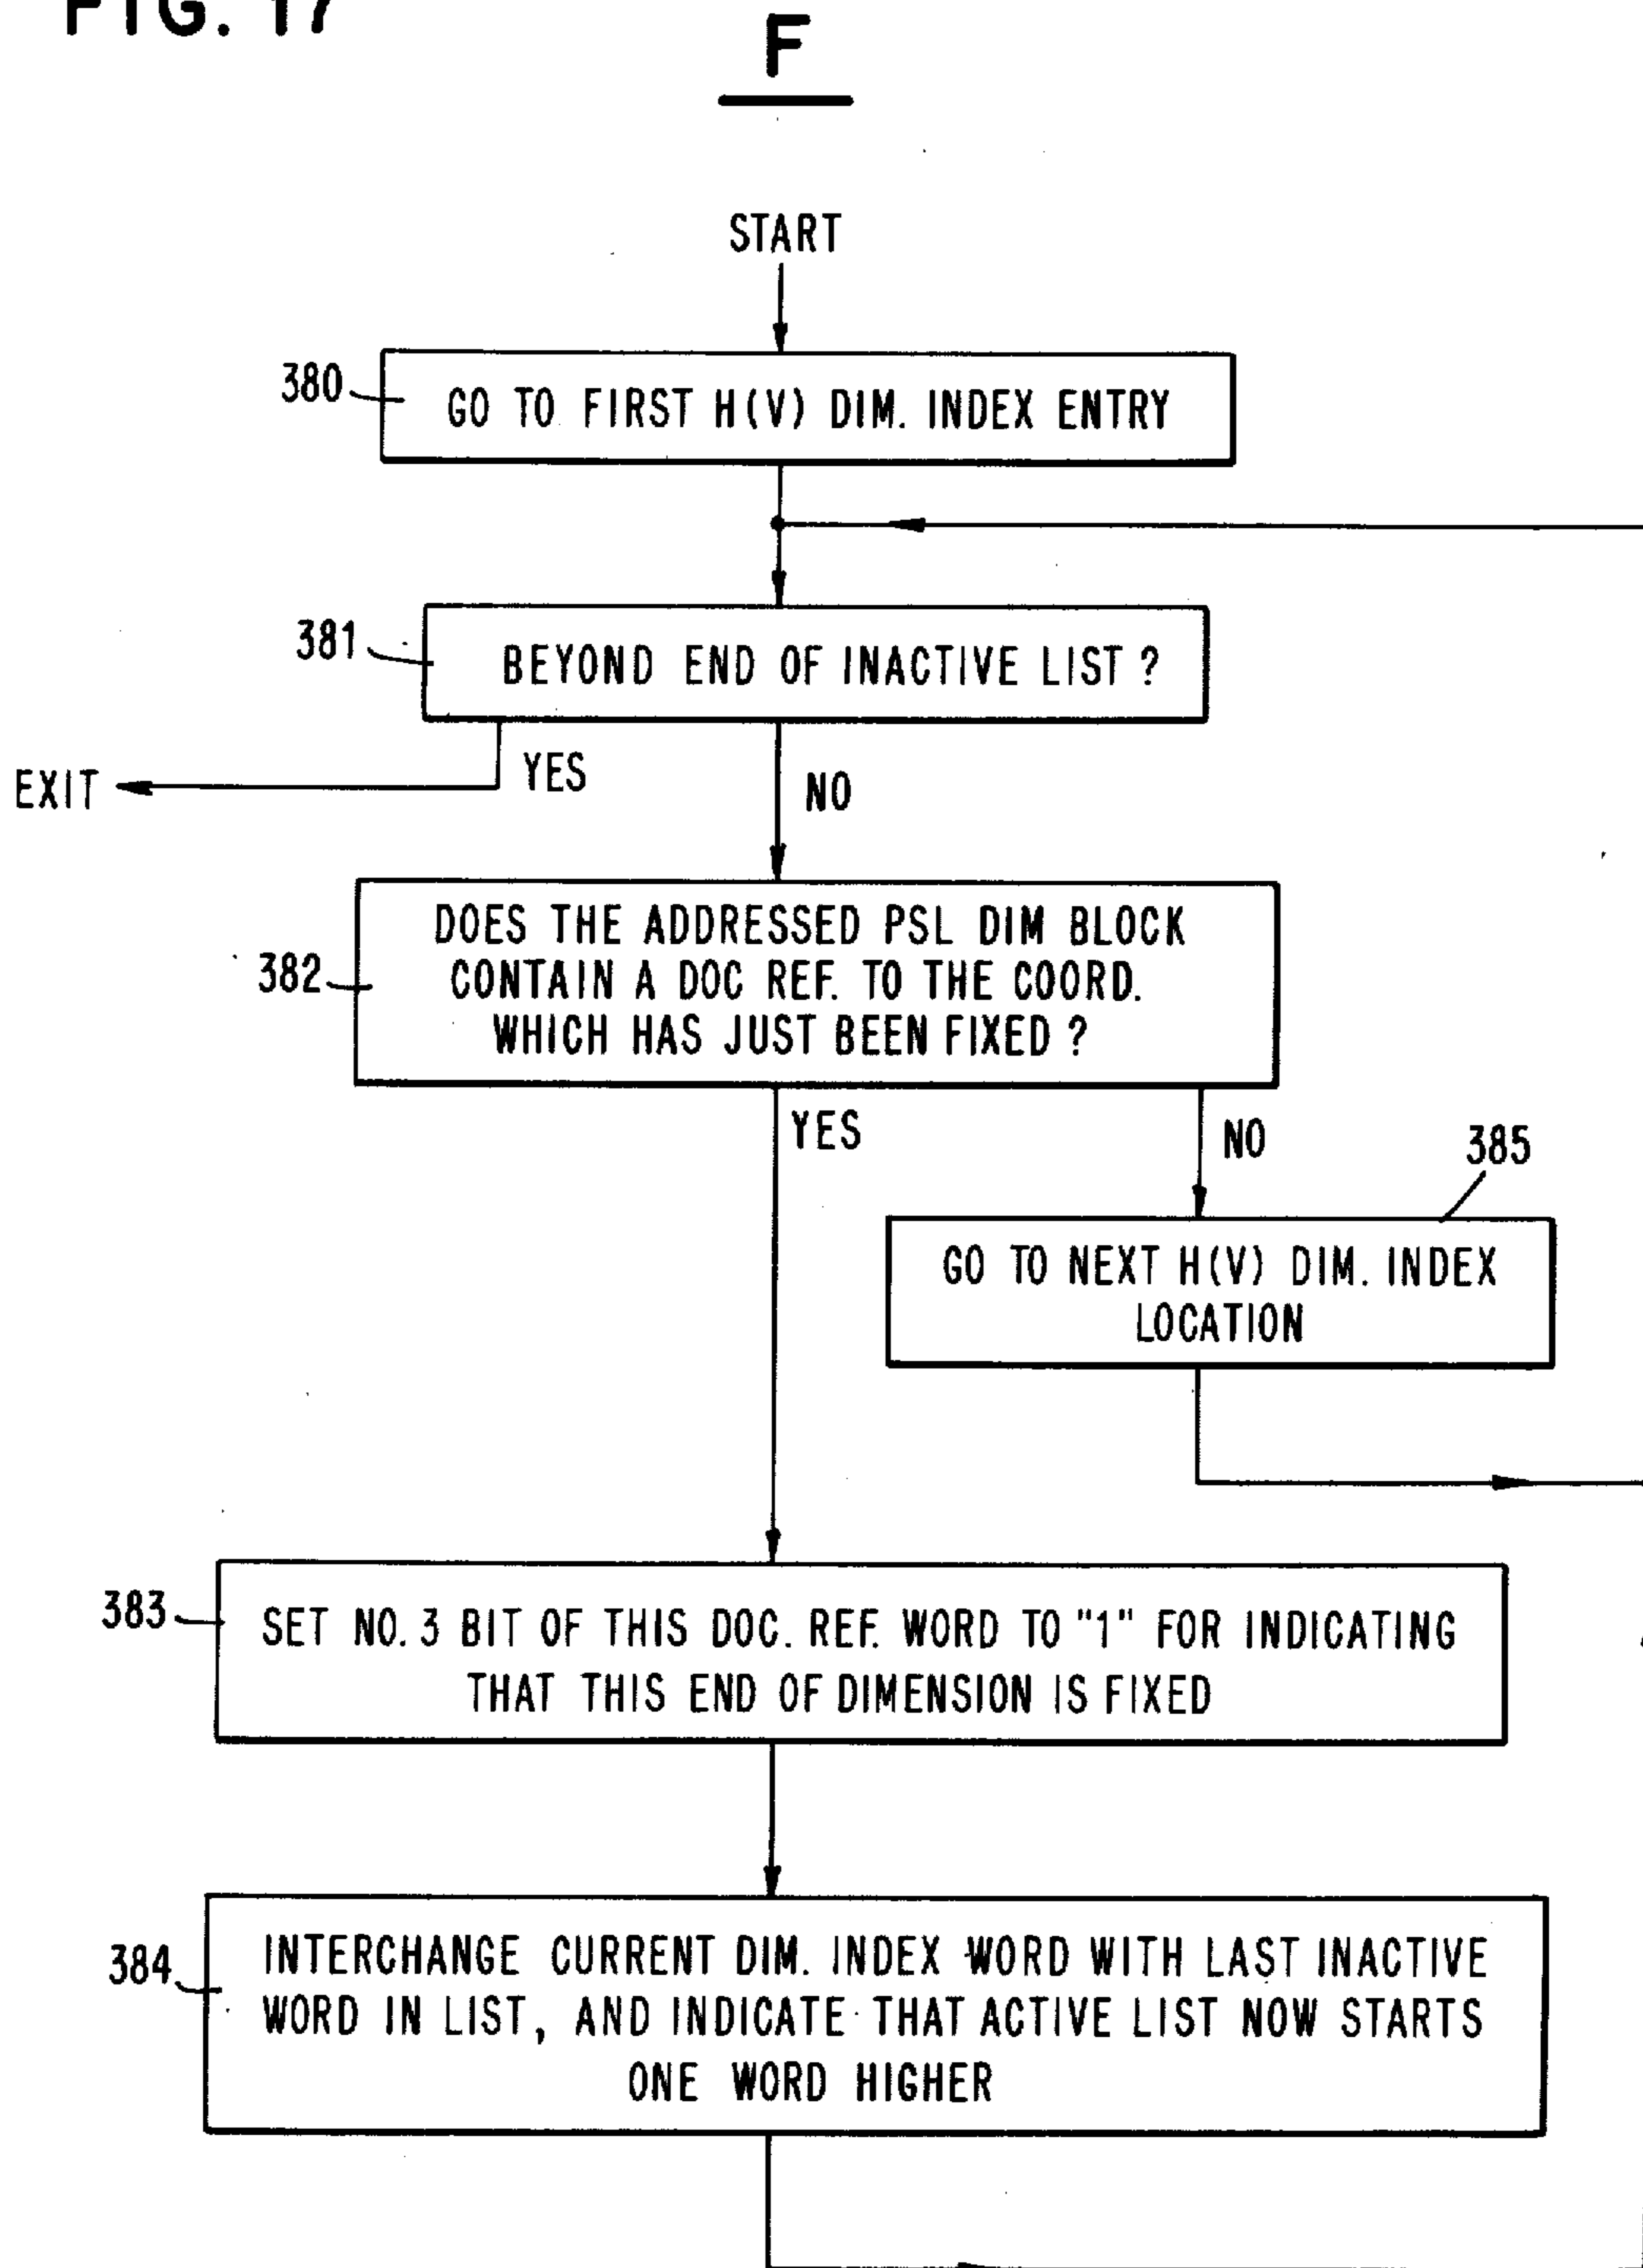 FIG. 17
F
START
380
GO TO FIRST H(V) DIM. INDEX ENTRY
381
BEYOND END OF INACTIVE LIST ?
EXIT
YES
NO
DOES THE ADDRESSED PSL DIM BLOCK
382
CONTAIN A DOC REF. TO THE COORD.
WHICH HAS JUST BEEN FIXED ?
YES
NO
385
GO TO NEXT H(V) DIM. INDEX
LOCATION
383
SET NO. 3 BIT OF THIS DOC. REF. WORD TO "1" FOR INDICATING
THAT THIS END OF DIMENSION IS FIXED
384
INTERCHANGE CURRENT DIM. INDEX WORD WITH LAST INACTIVE
WORD IN LIST, AND INDICATE THAT ACTIVE LIST NOW STARTS
ONE WORD HIGHER